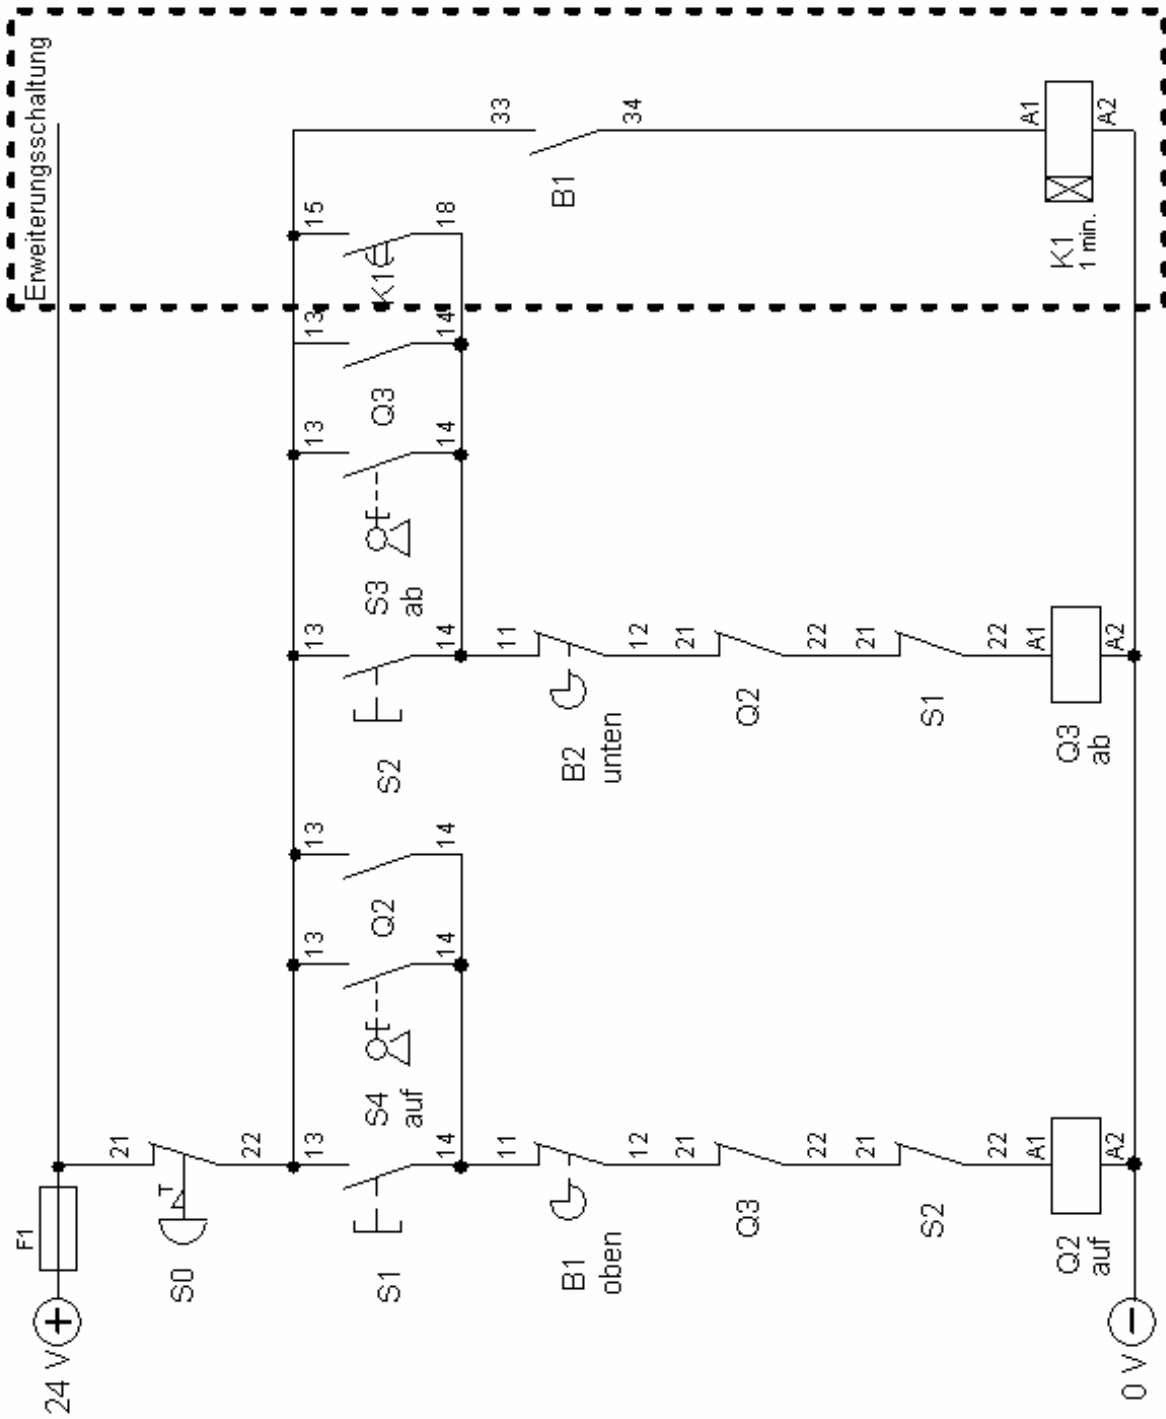 F1
Erweiterungsschaltung
24 V +
21
S0
22
13 13 13 13 13 13 15
S1
S4
auf
Q2
S2
S3
ab
Q3
K1
14 14 14 14 14 14 18
11 11 33
B1
oben
B2
unten
B1
12 12 34
21 21
Q3 Q2
22 22
21 21
S2 S1
22 22
A1 A1 A1
Q2
auf
Q3
ab
K1
1 min.
A2 A2 A2
0 V −